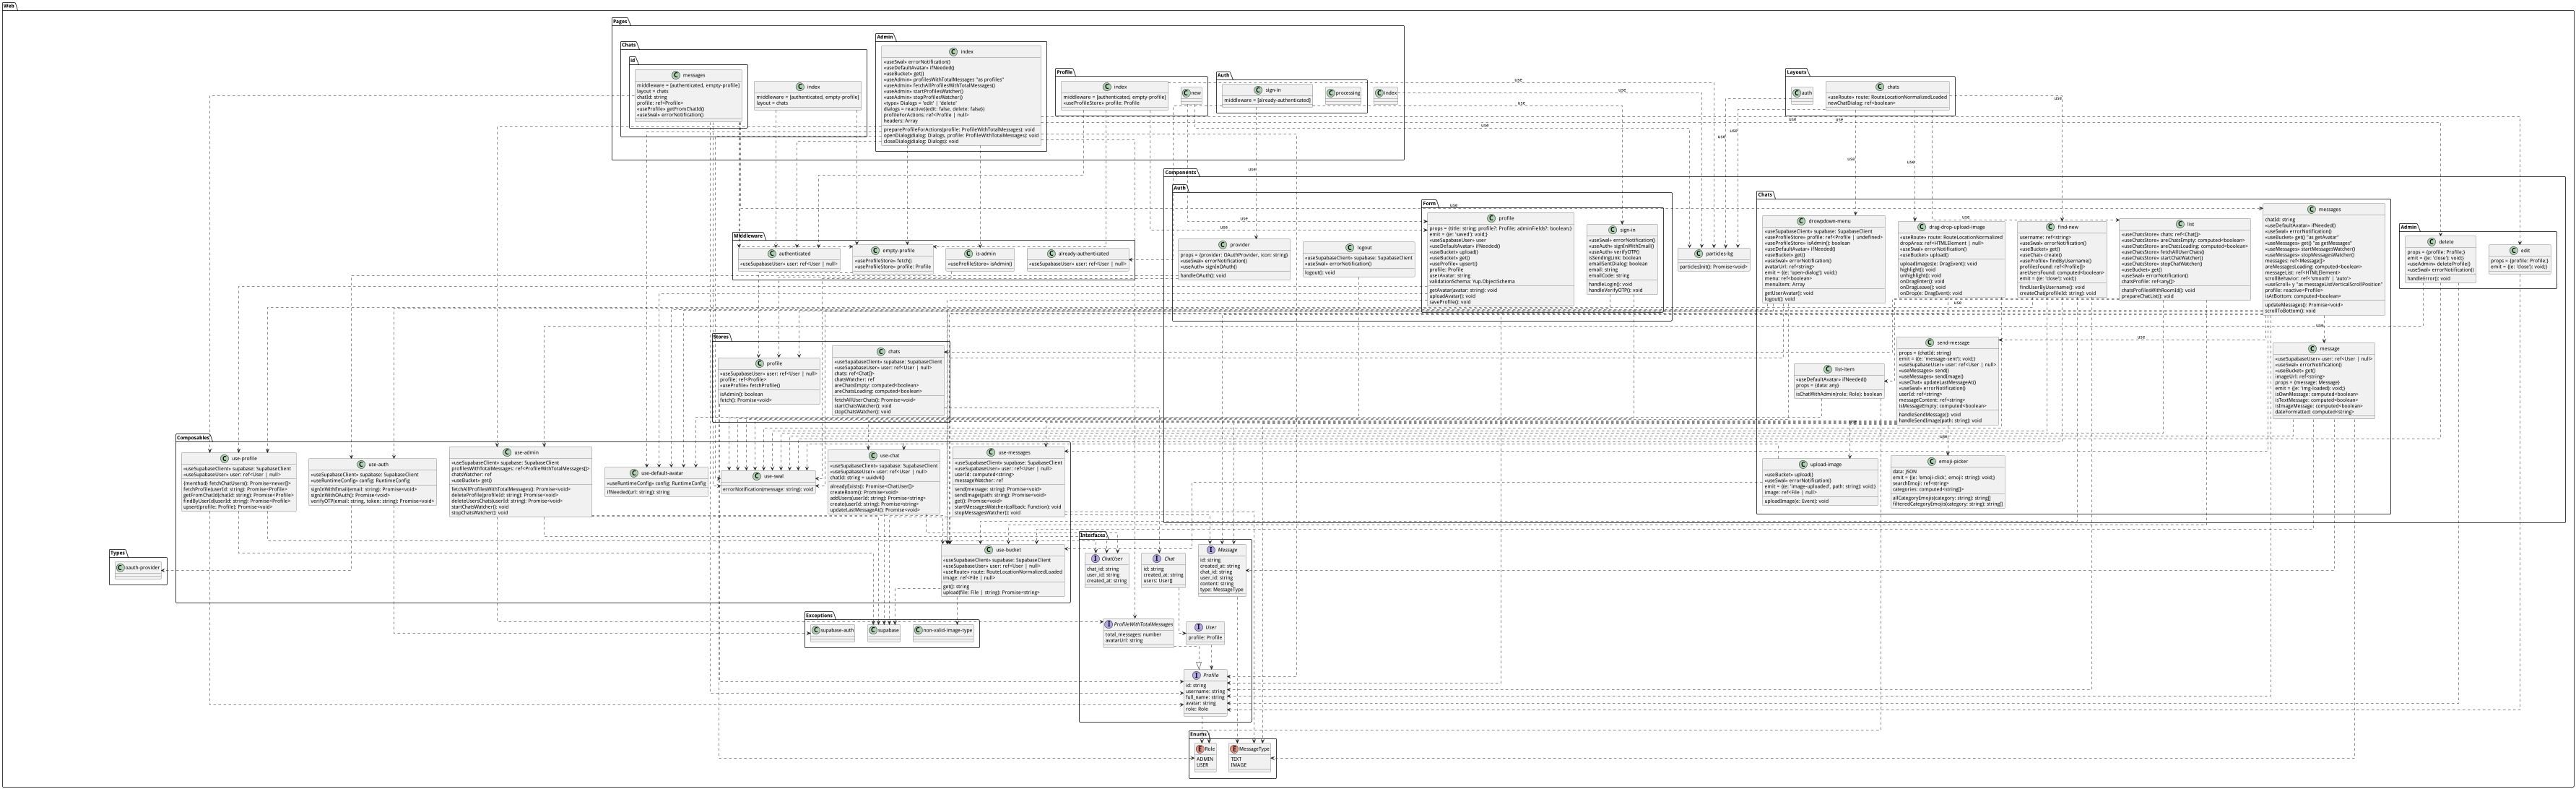 Web
Pages
Chats
id
messages
middleware = [authenticated, empty-profile]
layout = chats
chatId: string
profile: ref<Profile>
«useProfile» getFromChatId()
«useSwal» errorNotification()
index
middleware = [authenticated, empty-profile]
layout = chats
Admin
index
«useSwal» errorNotification()
«useDefaultAvatar» ifNeeded()
«useBucket» get()
«useAdmin» profilesWithTotalMessages "as profiles"
«useAdmin» fetchAllProfilesWithTotalMessages()
«useAdmin» startProfilesWatcher()
«useAdmin» stopProfilesWatcher()
«type» Dialogs = 'edit' | 'delete'
dialogs = reactive({edit: false, delete: false})
profileForActions: ref<Profile | null>
headers: Array
prepareProfileForActions(profile: ProfileWithTotalMessages): void
openDialog(dialog: Dialogs, profile: ProfileWithTotalMessages): void
closeDialog(dialog: Dialogs): void
Profile
index
middleware = [authenticated, empty-profile]
«useProfileStore» profile: Profile
new
Auth
sign-in
middleware = [already-authenticated]
processing
index
Layouts
auth
chats
«useRoute» route: RouteLocationNormalizedLoaded
newChatDialog: ref<boolean>
use
use
use
use
use
use
use
use
use
use
use
Components
Auth
Form
profile
props = {title: string; profile?: Profile; adminFields?: boolean;}
emit = {(e: 'saved'): void;}
«useSupabaseUser» user
«useDefaultAvatar» ifNeeded()
«useBucket» upload()
«useBucket» get()
«useProfile» upsert()
profile: Profile
userAvatar: string
validationSchema: Yup.ObjectSchema
getAvatar(avatar: string): void
uploadAvatar(): void
saveProfile(): void
sign-in
«useSwal» errorNotification()
«useAuth» signInWithEmail()
«useAuth» verifyOTP()
isSendingLink: boolean
emailSentDialog: boolean
email: string
emailCode: string
handleLogin(): void
handleVerifyOTP(): void
provider
props = {provider: OAuthProvider, icon: string}
«useSwal» errorNotification()
«useAuth» signInOAuth()
handleOAuth(): void
logout
«useSupabaseClient» supabase: SupabaseClient
«useSwal» errorNotification()
logout(): void
particles-bg
particlesInit(): Promise<void>
Chats
drowpdown-menu
«useSupabaseClient» supabase: SupabaseClient
«useProfileStore» profile: ref<Profile | undefined>
«useProfileStore» isAdmin(): boolean
«useDefaultAvatar» ifNeeded()
«useBucket» get()
«useSwal» errorNotification()
avatarUrl: ref<string>
emit = {(e: 'open-dialog'): void;}
menu: ref<boolean>
menuItem: Array
getUserAvatar(): void
logout(): void
drag-drop-upload-image
«useRoute» route: RouteLocationNormalized
dropArea: ref<HTMLElement | null>
«useSwal» errorNotification()
«useBucket» upload()
uploadImage(e: DragEvent): void
highlight(): void
unHighlight(): void
onDragEnter(): void
onDragLeave(): void
onDrop(e: DragEvent): void
find-new
username: ref<string>
«useSwal» errorNotification()
«useBucket» get()
«useChat» create()
«useProfile» findByUsername()
profilesFound: ref<Profile[]>
areUsersFound: computed<boolean>
emit = {(e: 'close'): void;}
findUserByUsername(): void
createChat(profileId: string): void
list
«useChatsStore» chats: ref<Chat[]>
«useChatsStore» areChatsEmpty: computed<boolean>
«useChatsStore» areChatsLoading: computed<boolean>
«useChatsStore» fetchAllUserChats()
«useChatsStore» startChatWatcher()
«useChatsStore» stopChatWatcher()
«useBucket» get()
«useSwal» errorNotification()
chatsProfile: ref<any[]>
chatsProfilesWithRoomId(): void
prepareChatList(): void
messages
chatId: string
«useDefaultAvatar» ifNeeded()
«useSwal» errorNotification()
«useBucket» get() "as getAvatar"
«useMessages» get() "as getMessages"
«useMessages» startMessagesWatcher()
«useMessages» stopMessagesWatcher()
messages: ref<Message[]>
areMessagesLoading: computed<boolean>
messageList: ref<HTMLElement>
«useScroll» y "as messageListVerticalScrollPosition"
scrollBehavior: ref<'smooth' | 'auto'>
profile: reactive<Profile>
isAtBottom: computed<boolean>
updateMessages(): Promise<void>
scrollToBottom(): void
Admin
delete
props = {profile: Profile;}
emit = {(e: 'close'): void;}
«useAdmin» deleteProfile()
«useSwal» errorNotification()
handleError(): void
edit
props = {profile: Profile;}
emit = {(e: 'close'): void;}
Middleware
authenticated
«useSupabaseUser» user: ref<User | null>
empty-profile
«useProfileStore» fetch()
«useProfileStore» profile: Profile
is-admin
«useProfileStore» isAdmin()
already-authenticated
«useSupabaseUser» user: ref<User | null>
use
use
use
Stores
profile
«useSupabaseUser» user: ref<User | null>
profile: ref<Profile>
«useProfile» fetchProfile()
isAdmin(): boolean
fetch(): Promise<void>
chats
«useSupabaseClient» supabase: SupabaseClient
«useSupabaseUser» user: ref<User | null>
chats: ref<Chat[]>
chatsWatcher: ref
areChatsEmpty: computed<boolean>
areChatsLoading: computed<boolean>
fetchAllUserChats(): Promise<void>
startChatsWatcher(): void
stopChatsWatcher(): void
list-item
«useDefaultAvatar» ifNeeded()
props = {data: any}
isChatWithAdmin(role: Role): boolean
send-message
props = {chatId: string}
emit = {(e: 'message-sent'): void;}
«useSupabaseUser» user: ref<User | null>
«useMessages» send()
«useMessages» sendImage()
«useChat» updateLastMessageAt()
«useSwal» errorNotification()
userId: ref<string>
messageContent: ref<string>
isMessageEmpty: computed<boolean>
handleSendMessage(): void
handleSendImage(path: string): void
message
«useSupabaseUser» user: ref<User | null>
«useSwal» errorNotification()
«useBucket» get()
imageUrl: ref<string>
props = {message: Message}
emit = {(e: 'img-loaded'): void;}
isOwnMessage: computed<boolean>
isTextMessage: computed<boolean>
isImageMessage: computed<boolean>
dateFormatted: computed<string>
use
upload-image
«useBucket» upload()
«useSwal» errorNotification()
emit = {(e: 'image-uploaded', path: string): void;}
image: ref<File | null>
uploadImage(e: Event): void
emoji-picker
data: JSON
emit = {(e: 'emoji-click', emoji: string): void;}
searchEmoji: ref<string>
categories: computed<string[]>
allCategoryEmojis(category: string): string[]
filteredCategoryEmojis(category: string): string[]
Composables
use-profile
«useSupabaseClient» supabase: SupabaseClient
«useSupabaseUser» user: ref<User | null>
{menthod} fetchChatUsers(): Promise<never[]>
fetchProfile(userId: string): Promise<Profile>
getFromChatId(chatId: string): Promise<Profile>
findByUserId(userId: string): Promise<Profile>
upsert(profile: Profile): Promise<void>
use-auth
«useSupabaseClient» supabase: SupabaseClient
«useRuntimeConfig» config: RuntimeConfig
signInWithEmail(email: string): Promise<void>
signInWithOAuth(): Promise<void>
verifyOTP(email: string, token: string): Promise<void>
use-admin
«useSupabaseClient» supabase: SupabaseClient
profilesWithTotalMessages: ref<ProfileWithTotalMessages[]>
chatsWatcher: ref
«useBucket» get()
fetchAllProfilesWithTotalMessages(): Promise<void>
deleteProfile(profileId: string): Promise<void>
deleteUsersChats(userId: string): Promise<void>
startChatsWatcher(): void
stopChatsWatcher(): void
use-default-avatar
«useRuntimeConfig» config: RuntimeConfig
ifNeeded(url: string): string
use-swal
errorNotification(message: string): void
use-chat
«useSupabaseClient» supabase: SupabaseClient
«useSupabaseUser» user: ref<User | null>
chatId: string = uuidv4()
alreadyExists(): Promise<ChatUser[]>
createRoom(): Promise<void>
addUsers(userId: string): Promise<string>
create(userId: string): Promise<string>
updateLastMessageAt(): Promise<void>
use-messages
«useSupabaseClient» supabase: SupabaseClient
«useSupabaseUser» user: ref<User | null>
userId: computed<string>
messageWatcher: ref
send(message: string): Promise<void>
sendImage(path: string): Promise<void>
get(): Promise<void>
startMessagesWatcher(callback: Function): void
stopMessagesWatcher(): void
use-bucket
«useSupabaseClient» supabase: SupabaseClient
«useSupabaseUser» user: ref<User | null>
«useRoute» route: RouteLocationNormalizedLoaded
image: ref<File | null>
get(): string
upload(file: File | string): Promise<string>
Types
oauth-provider
Interfaces
ChatUser
chat_id: string
user_id: string
created_at: string
Chat
id: string
created_at: string
users: User[]
Message
id: string
created_at: string
chat_id: string
user_id: string
content: string
type: MessageType
Exceptions
supabase-auth
supabase
non-valid-image-type
ProfileWithTotalMessages
total_messages: number
avatarUrl: string
User
profile: Profile
Profile
id: string
username: string
full_name: string
avatar: string
role: Role
Enums
Role
ADMIN
USER
MessageType
TEXT
IMAGE